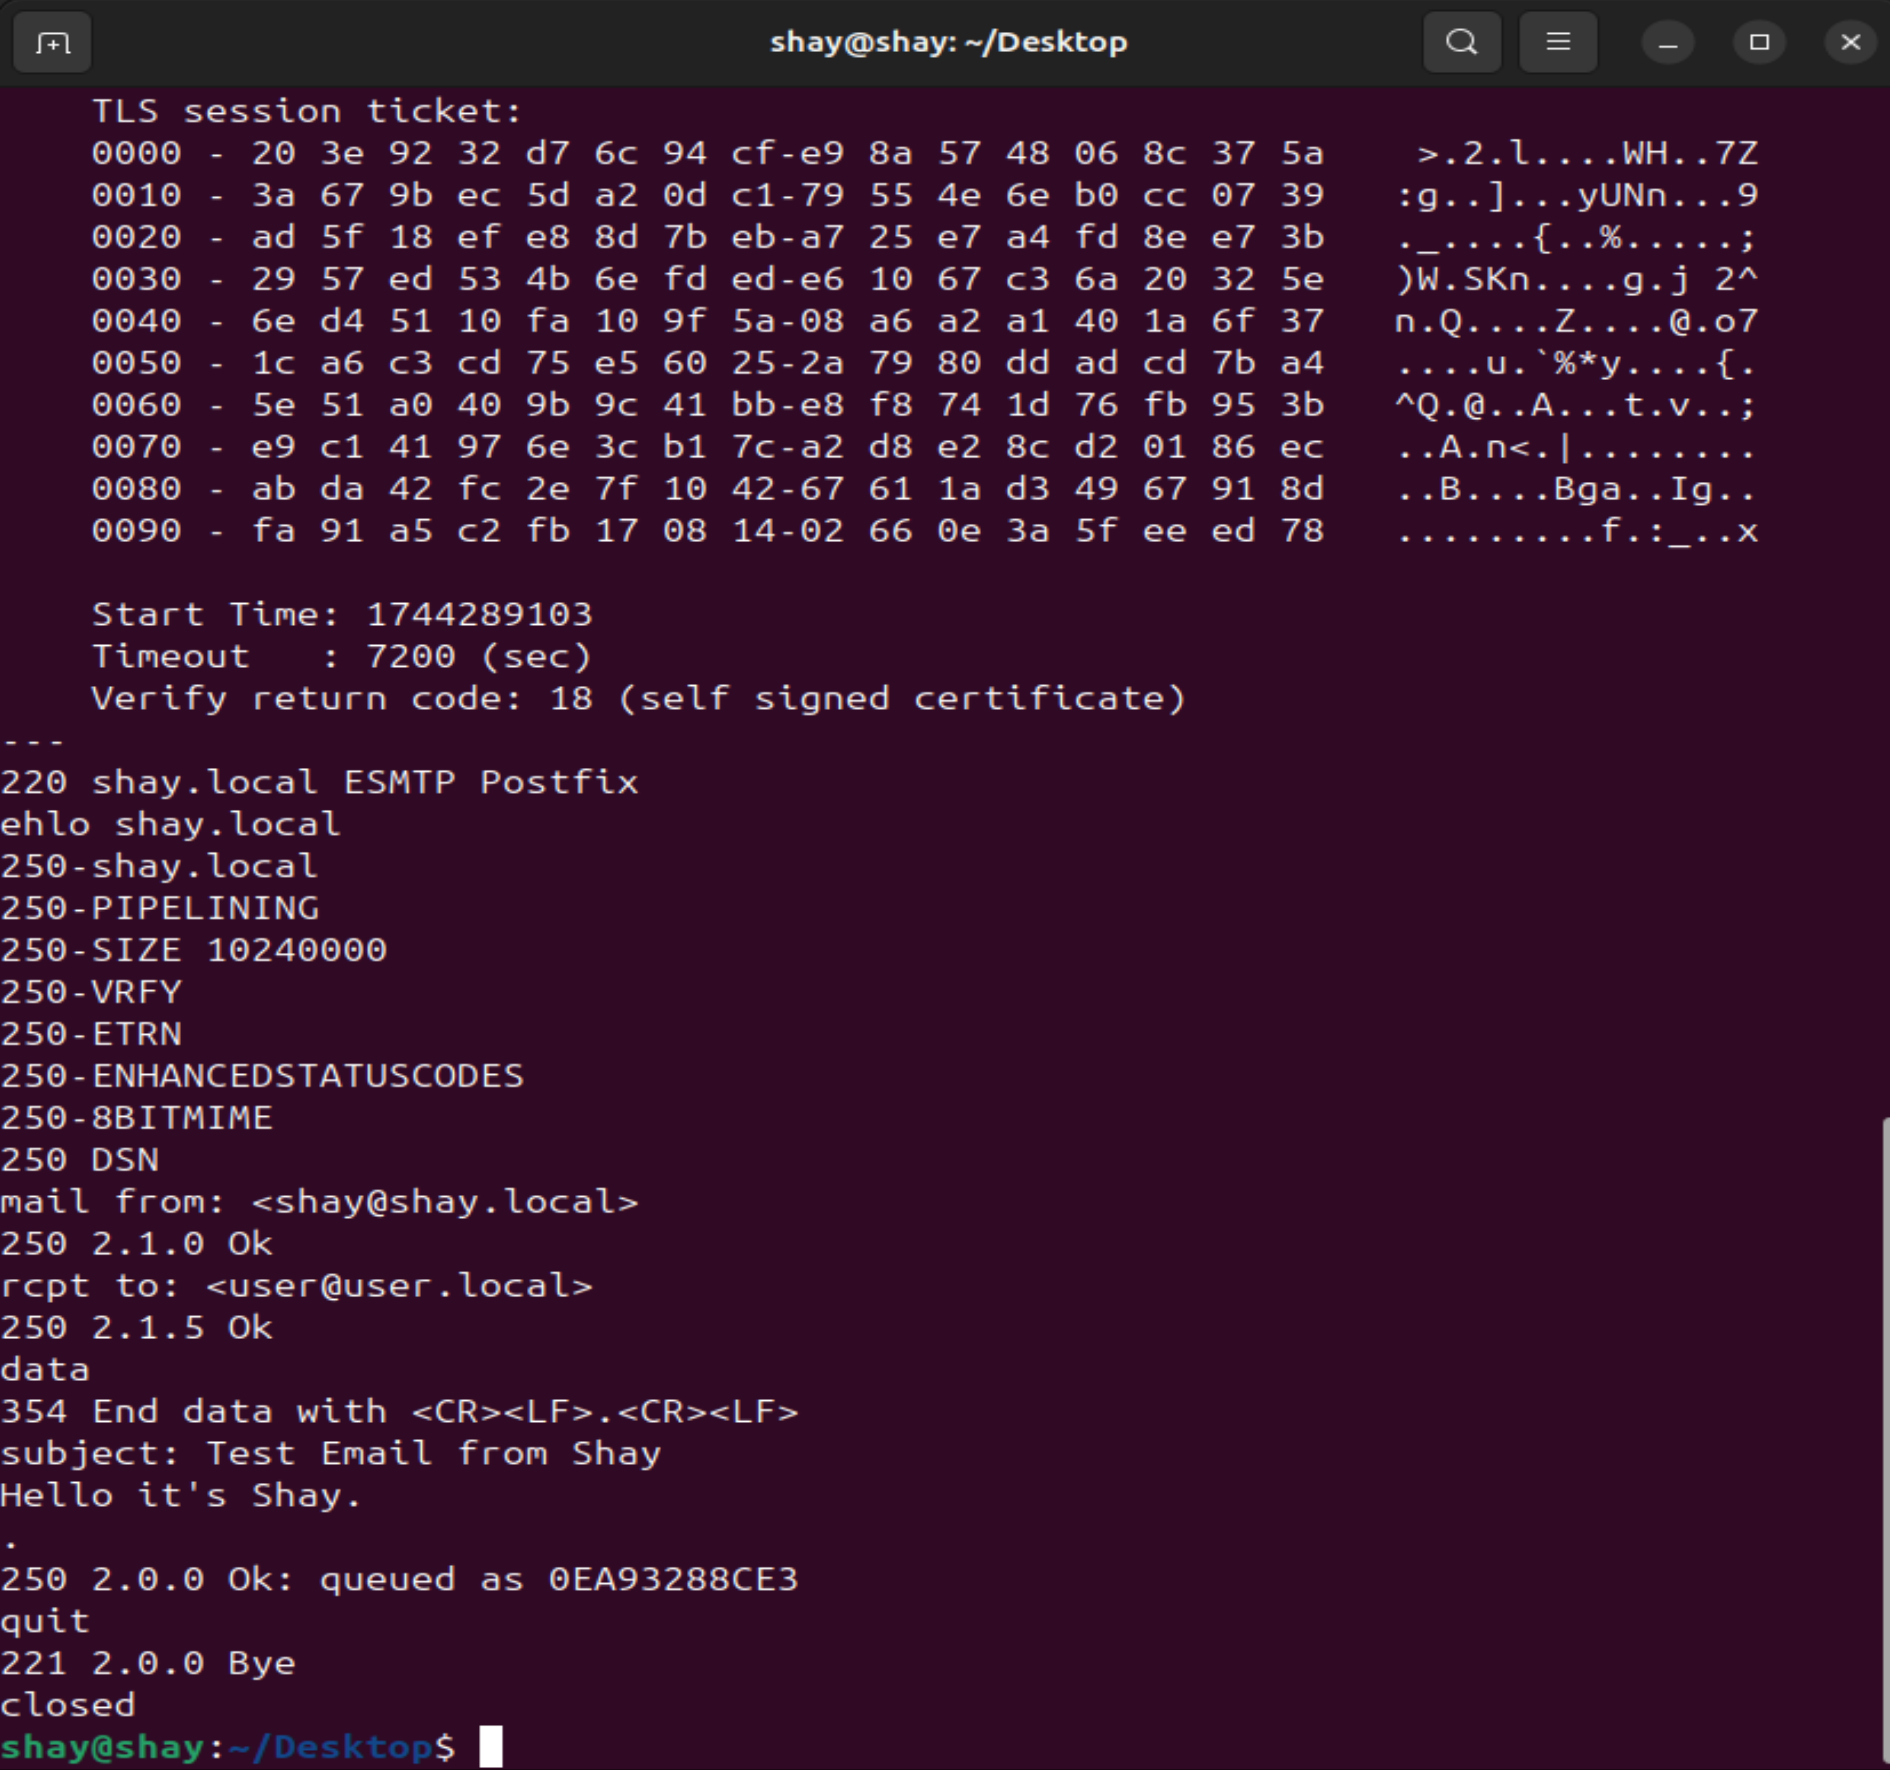 shay@shay: ~/Desktop
    TLS session ticket:
    0000 - 20 3e 92 32 d7 6c 94 cf-e9 8a 57 48 06 8c 37 5a    >.2.l....WH..7Z
    0010 - 3a 67 9b ec 5d a2 0d c1-79 55 4e 6e b0 cc 07 39   :g..]...yUNn...9
    0020 - ad 5f 18 ef e8 8d 7b eb-a7 25 e7 a4 fd 8e e7 3b   ._....{..%.....;
    0030 - 29 57 ed 53 4b 6e fd ed-e6 10 67 c3 6a 20 32 5e   )W.SKn....g.j 2^
    0040 - 6e d4 51 10 fa 10 9f 5a-08 a6 a2 a1 40 1a 6f 37   n.Q....Z....@.o7
    0050 - 1c a6 c3 cd 75 e5 60 25-2a 79 80 dd ad cd 7b a4   ....u.`%*y....{.
    0060 - 5e 51 a0 40 9b 9c 41 bb-e8 f8 74 1d 76 fb 95 3b   ^Q.@..A...t.v..;
    0070 - e9 c1 41 97 6e 3c b1 7c-a2 d8 e2 8c d2 01 86 ec   ..A.n<.|........
    0080 - ab da 42 fc 2e 7f 10 42-67 61 1a d3 49 67 91 8d   ..B....Bga..Ig..
    0090 - fa 91 a5 c2 fb 17 08 14-02 66 0e 3a 5f ee ed 78   .........f.:_..x
    Start Time: 1744289103
    Timeout   : 7200 (sec)
    Verify return code: 18 (self signed certificate)
---
220 shay.local ESMTP Postfix
ehlo shay.local
250-shay.local
250-PIPELINING
250-SIZE 10240000
250-VRFY
250-ETRN
250-ENHANCEDSTATUSCODES
250-8BITMIME
250 DSN
mail from: <shay@shay.local>
250 2.1.0 Ok
rcpt to: <user@user.local>
250 2.1.5 Ok
data
354 End data with <CR><LF>.<CR><LF>
subject: Test Email from Shay
Hello it's Shay.
.
250 2.0.0 Ok: queued as 0EA93288CE3
quit
221 2.0.0 Bye
closed
shay@shay:~/Desktop$